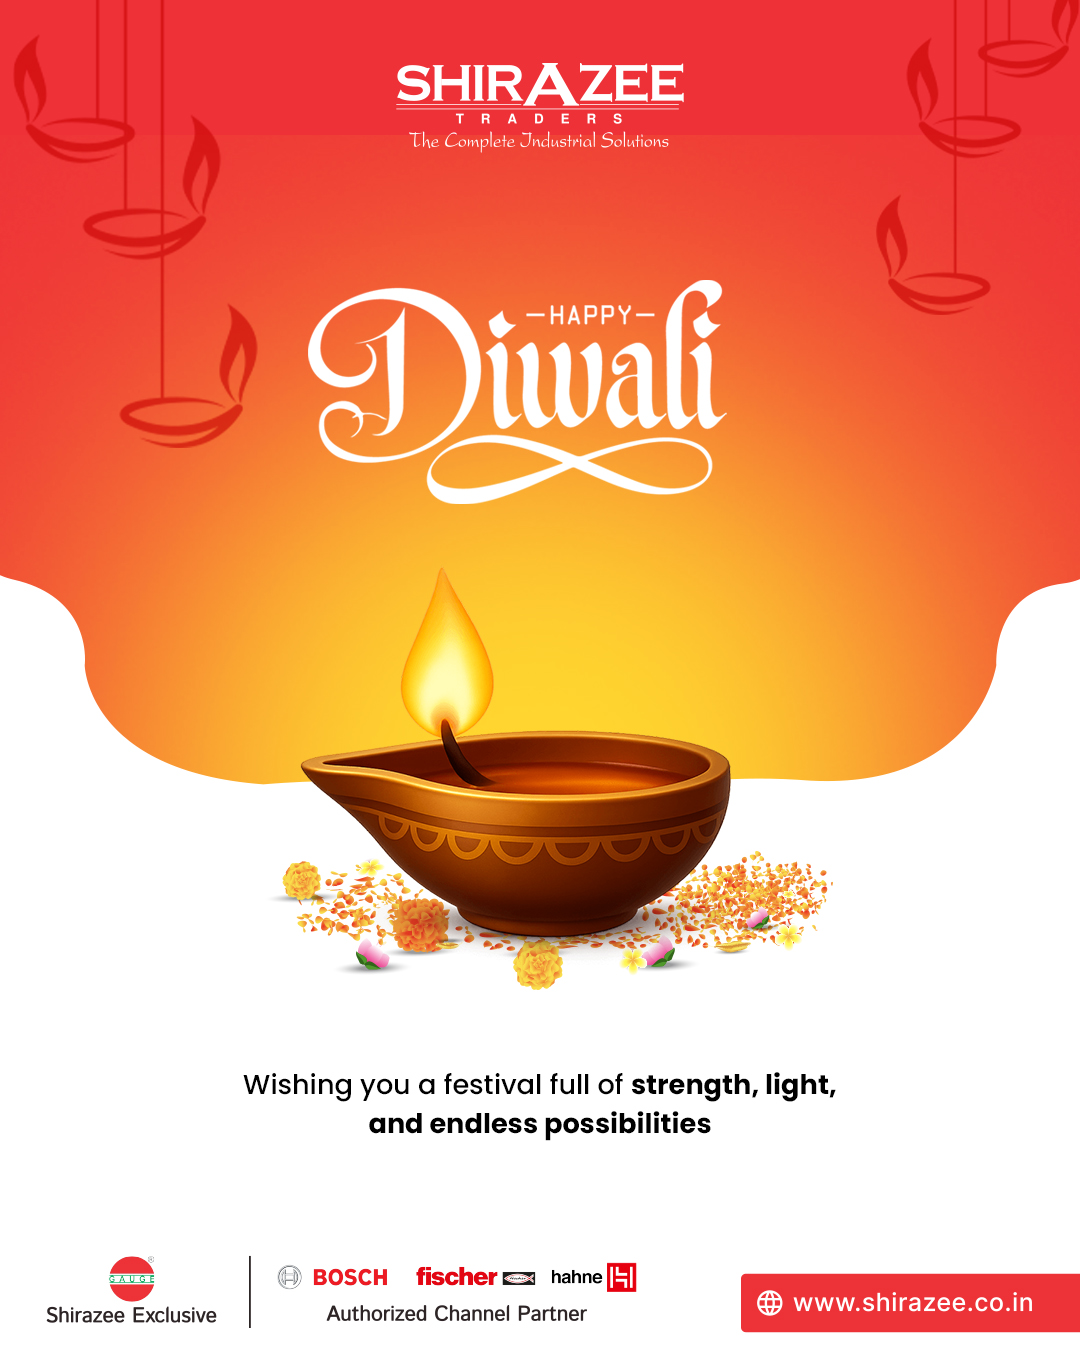 SHIRAZEE
TRADERS
The Complete Industrial Solutions
HAPPY
Diwali
Wishing you a festival full of strength, light,
and endless possibilities
GAUGE ®
Shirazee Exclusive
BOSCH fischer fischer hahne
Authorized Channel Partner
www.shirazee.co.in